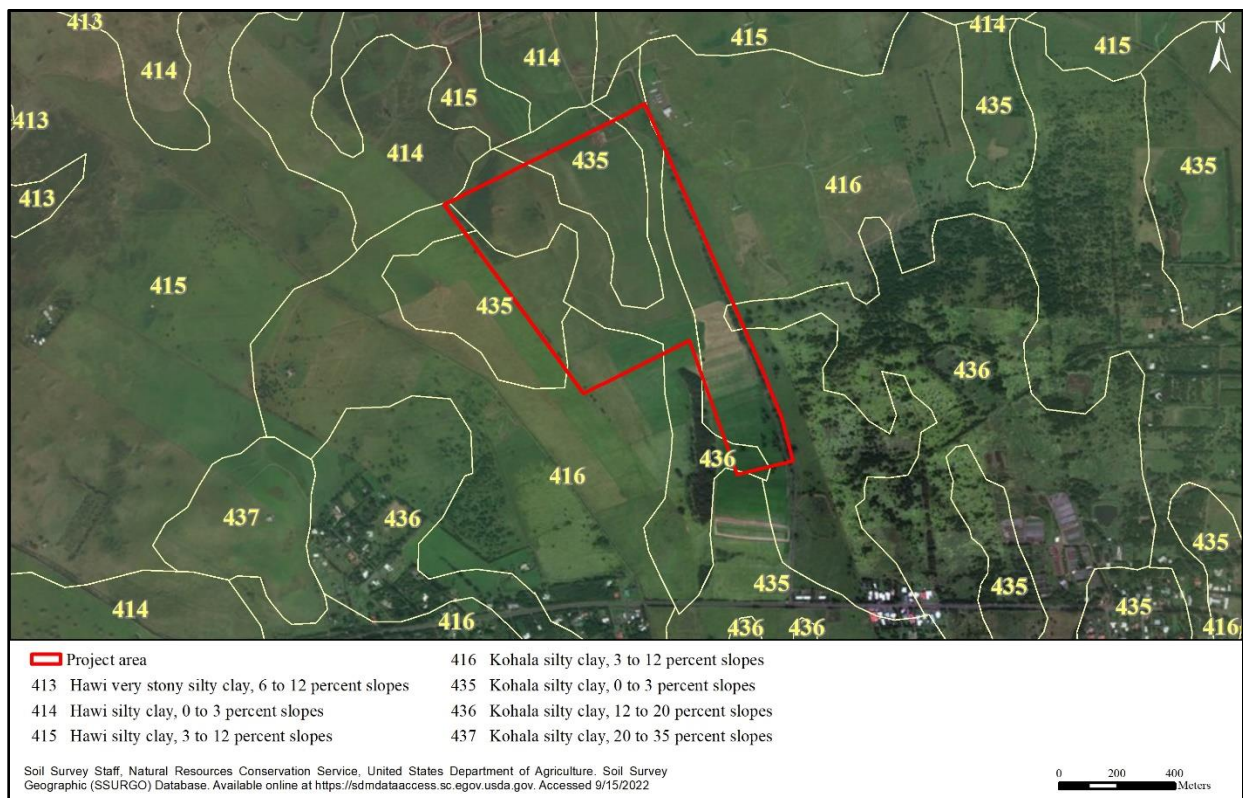 413
414
415
414
415
N
414
415
435
413
414
435
416
435
413
415
435
436
436
416
437
436
435
435
435
435
414
416
436
436
416
Project area
413 Hawi very stony silty clay, 6 to 12 percent slopes
414 Hawi silty clay, 0 to 3 percent slopes
415 Hawi silty clay, 3 to 12 percent slopes
416 Kohala silty clay, 3 to 12 percent slopes
435 Kohala silty clay, 0 to 3 percent slopes
436 Kohala silty clay, 12 to 20 percent slopes
437 Kohala silty clay, 20 to 35 percent slopes
Soil Survey Staff, Natural Resources Conservation Service, United States Department of Agriculture. Soil Survey
Geographic (SSURGO) Database. Available online at https://sdmdataaccess.sc.egov.usda.gov. Accessed 9/15/2022
0 200 400
Meters